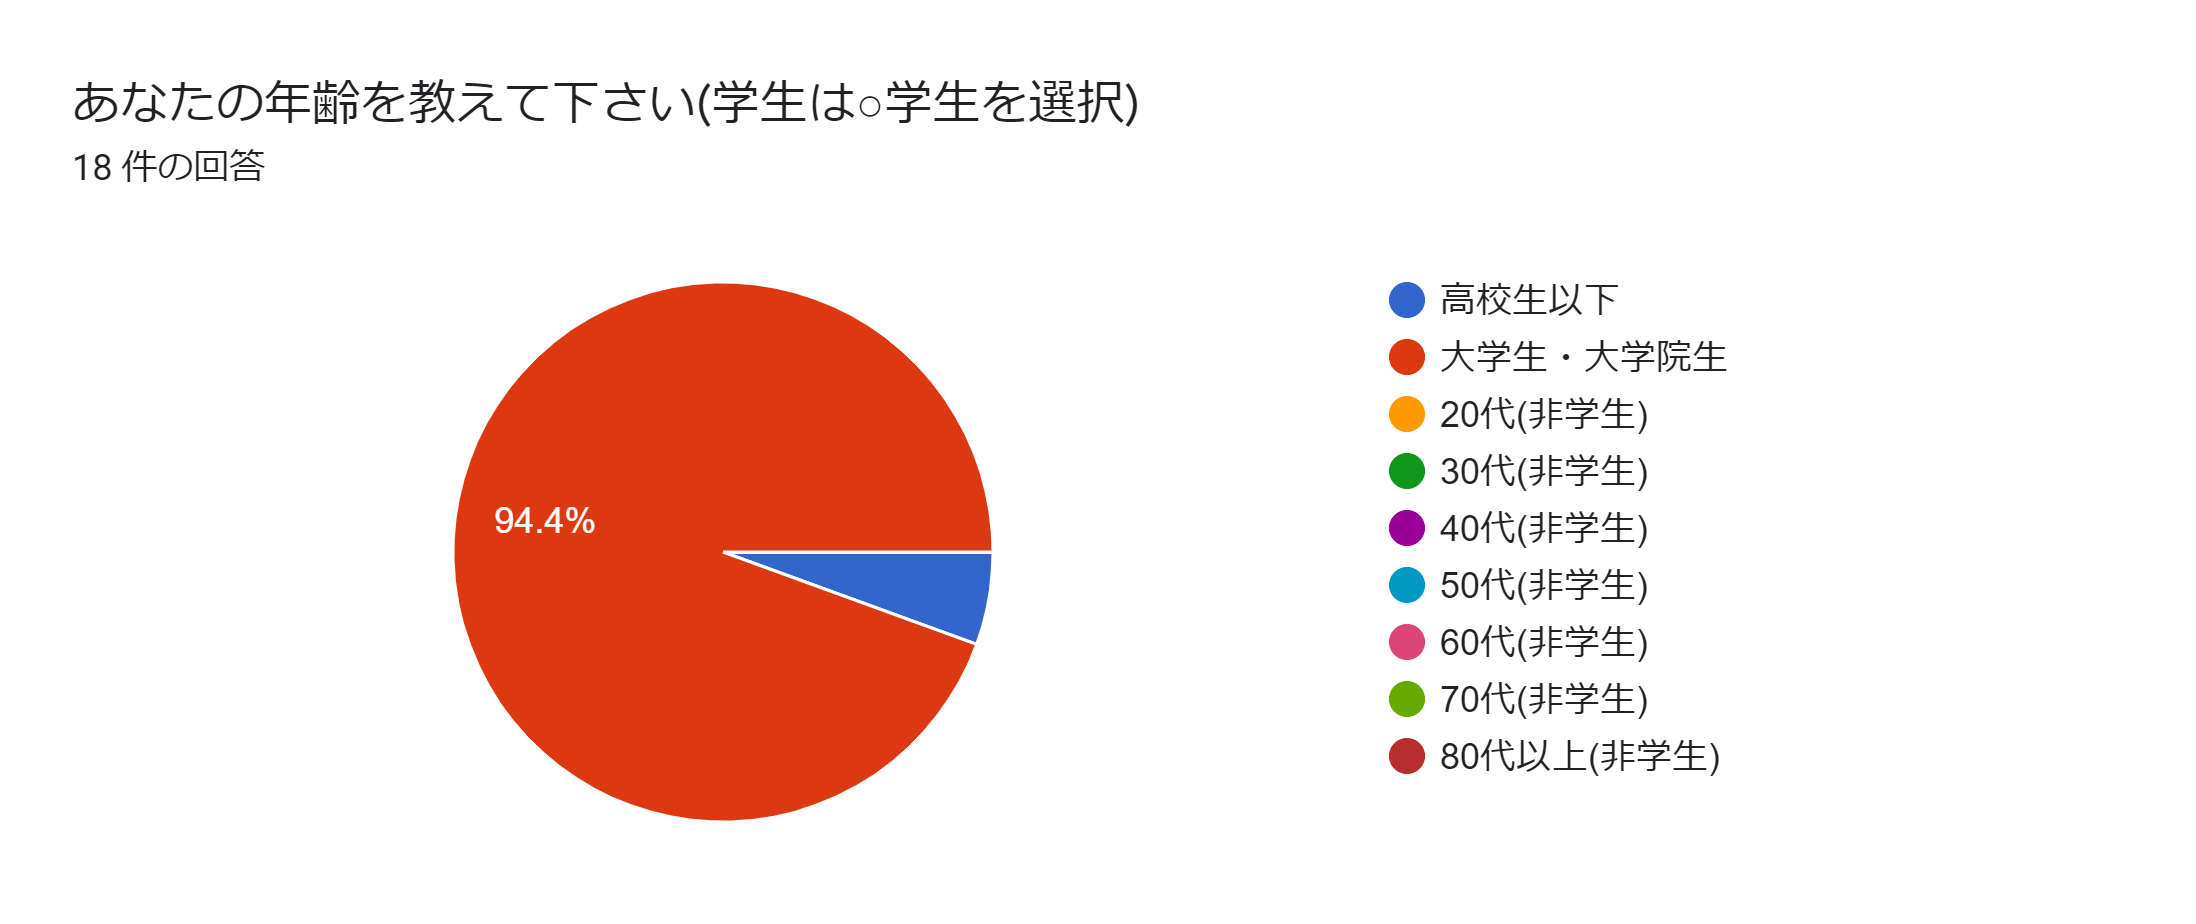 あなたの年齢を教えて下さい(学生は○学生を選択)
18 件の回答
94.4%
高校生以下
大学生・大学院生
20代(非学生)
30代(非学生)
40代(非学生)
50代(非学生)
60代(非学生)
70代(非学生)
80代以上(非学生)